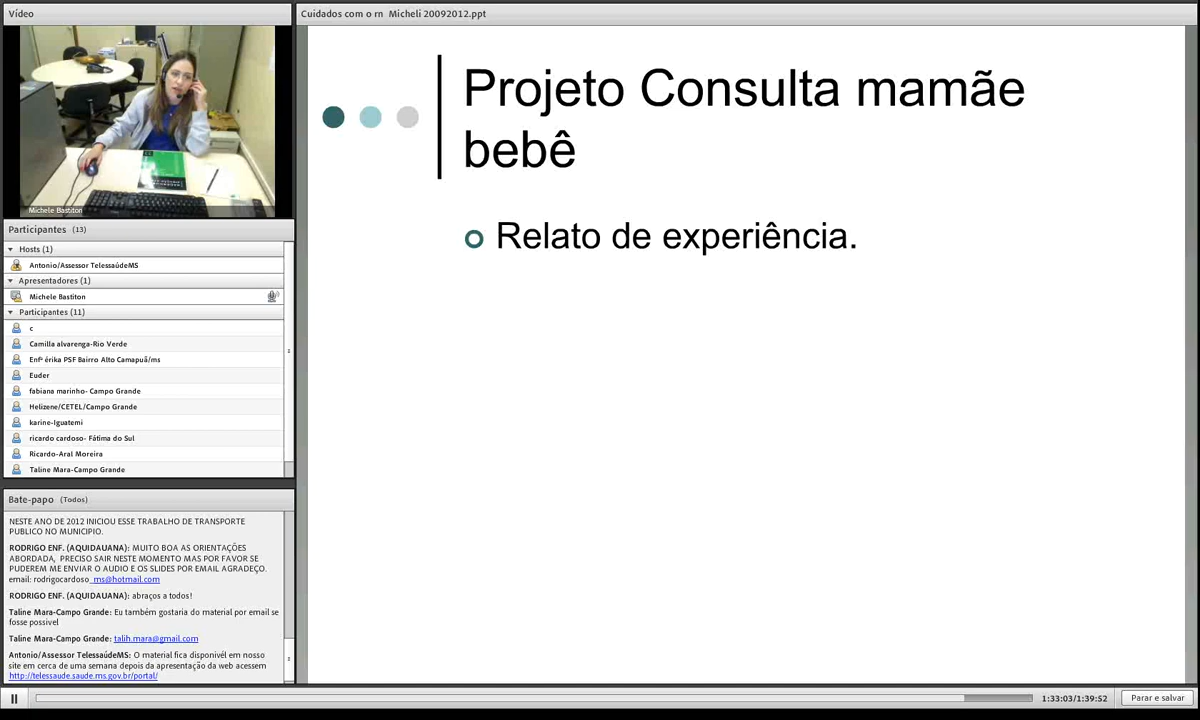 Vídeo
Michele Bastiton
Participantes (13)
Hosts (1)
Antonio/Assessor TelessaúdeMS
Apresentadores (1)
Michele Bastiton
Participantes (11)
c
Camilla alvarenga-Rio Verde
Enfª érika PSF Bairro Alto Camapuã/ms
Euder
fabiana marinho- Campo Grande
Helizene/CETEL/Campo Grande
karine-Iguatemi
ricardo cardoso- Fátima do Sul
Ricardo-Aral Moreira
Taline Mara-Campo Grande
Bate-papo (Todos)
NESTE ANO DE 2012 INICIOU ESSE TRABALHO DE TRANSPORTE
PUBLICO NO MUNICIPIO.
RODRIGO ENF. (AQUIDAUANA): MUITO BOA AS ORIENTAÇÕES
ABORDADA, PRECISO SAIR NESTE MOMENTO MAS POR FAVOR SE
PUDEREM ME ENVIAR O AUDIO E OS SLIDES POR EMAIL AGRADEÇO.
email: rodrigocardoso_ms@hotmail.com
RODRIGO ENF. (AQUIDAUANA): abraços a todos!
Taline Mara-Campo Grande: Eu também gostaria do material por email se
fosse possivel
Taline Mara-Campo Grande: talih.mara@gmail.com
Antonio/Assessor TelessaúdeMS: O material fica disponivél em nosso
site em cerca de uma semana depois da apresentação da web acessem
http://telessaude.saude.ms.gov.br/portal/
Cuidados com o rn Micheli 20092012.ppt
Projeto Consulta mamãe
bebê
Relato de experiência.
1:33:03/1:39:52
Parar e salvar